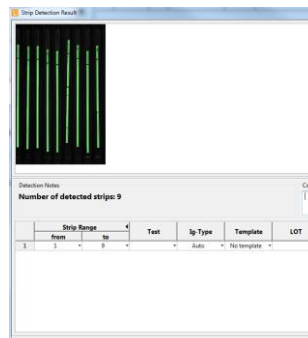 Strip Detection Result
Detection Notes
Number of detected strips: 9
Strip Range Test Ig-Type Template LOT
from to
1 1 9 Auto No template